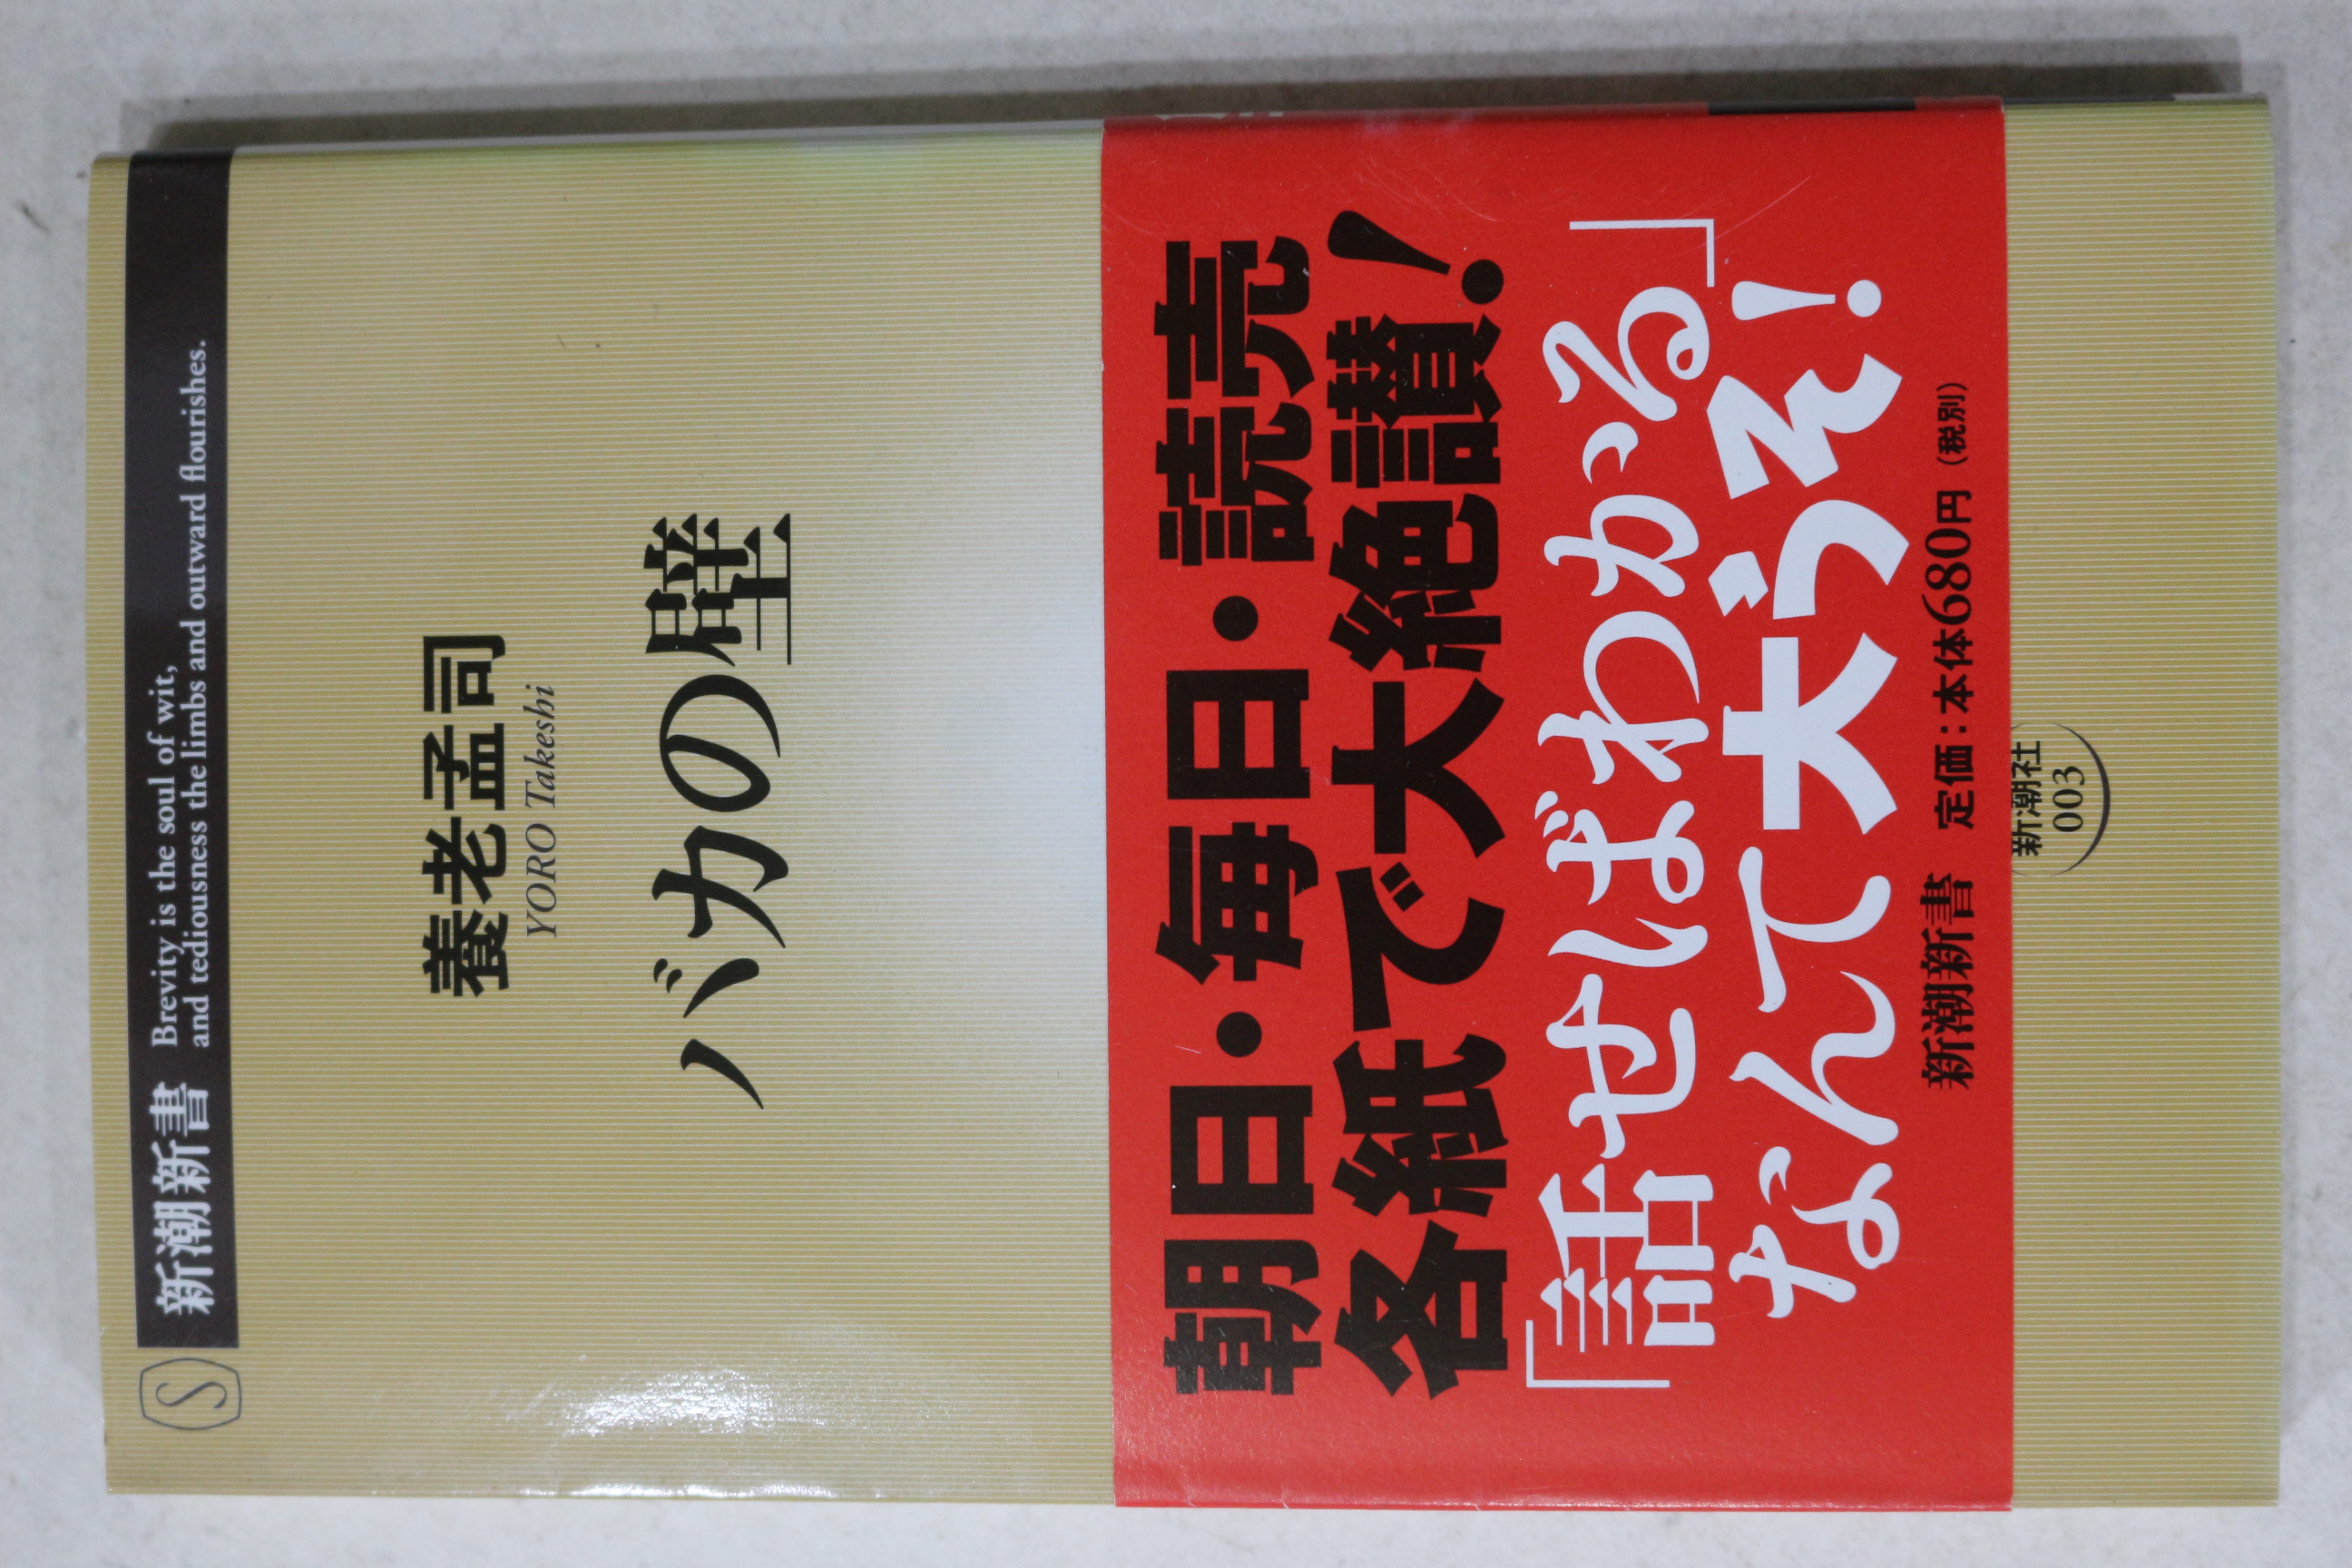 S
新潮新書
Brevity is the soul of wit,
and tediousness the limbs and outward flourishes.
養老孟司
YORO Takeshi
バカの壁
朝日・毎日・読売
各紙で大絶讃！
「話せばわかる」
なんて大うそ！
新潮新書 定価：本体680円（税別）
新潮社
003